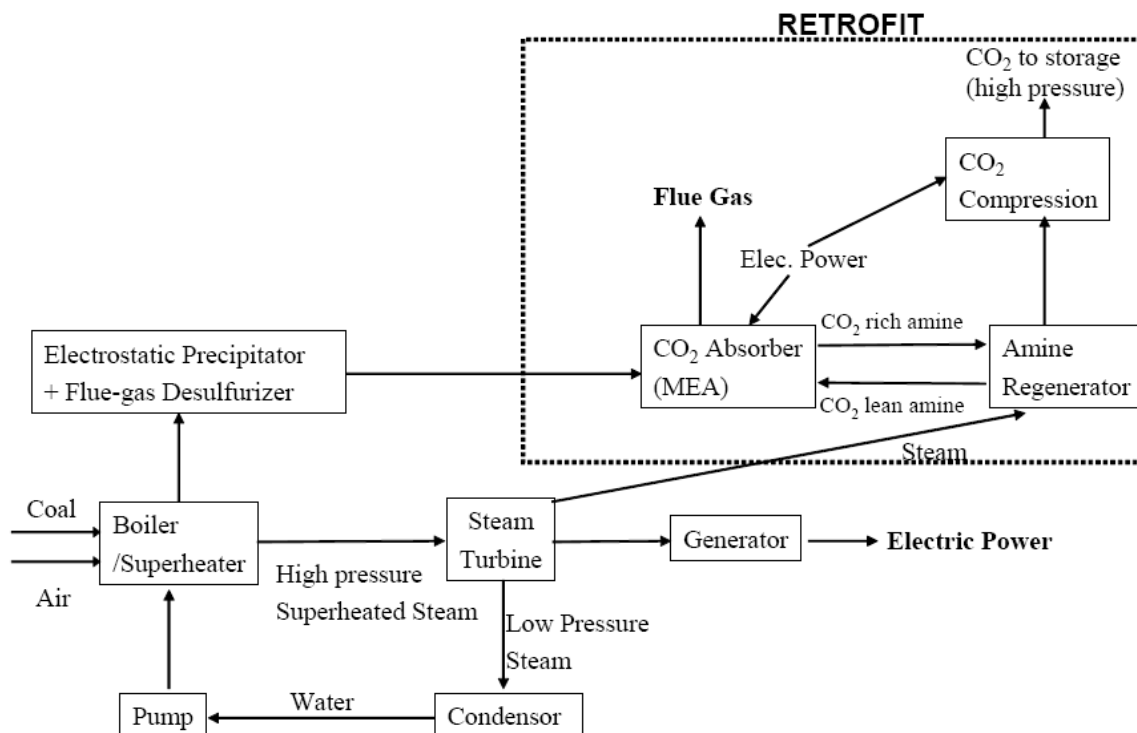 RETROFIT
CO₂ to storage
(high pressure)
CO₂
Compression
Flue Gas
Elec. Power
CO₂ rich amine
Electrostatic Precipitator
+ Flue-gas Desulfurizer
CO₂ Absorber
(MEA)
Amine
Regenerator
CO₂ lean amine
Steam
Coal
Boiler
/Superheater
Air
High pressure
Superheated Steam
Steam
Turbine
Generator
Electric Power
Low Pressure
Steam
Water
Pump
Condensor